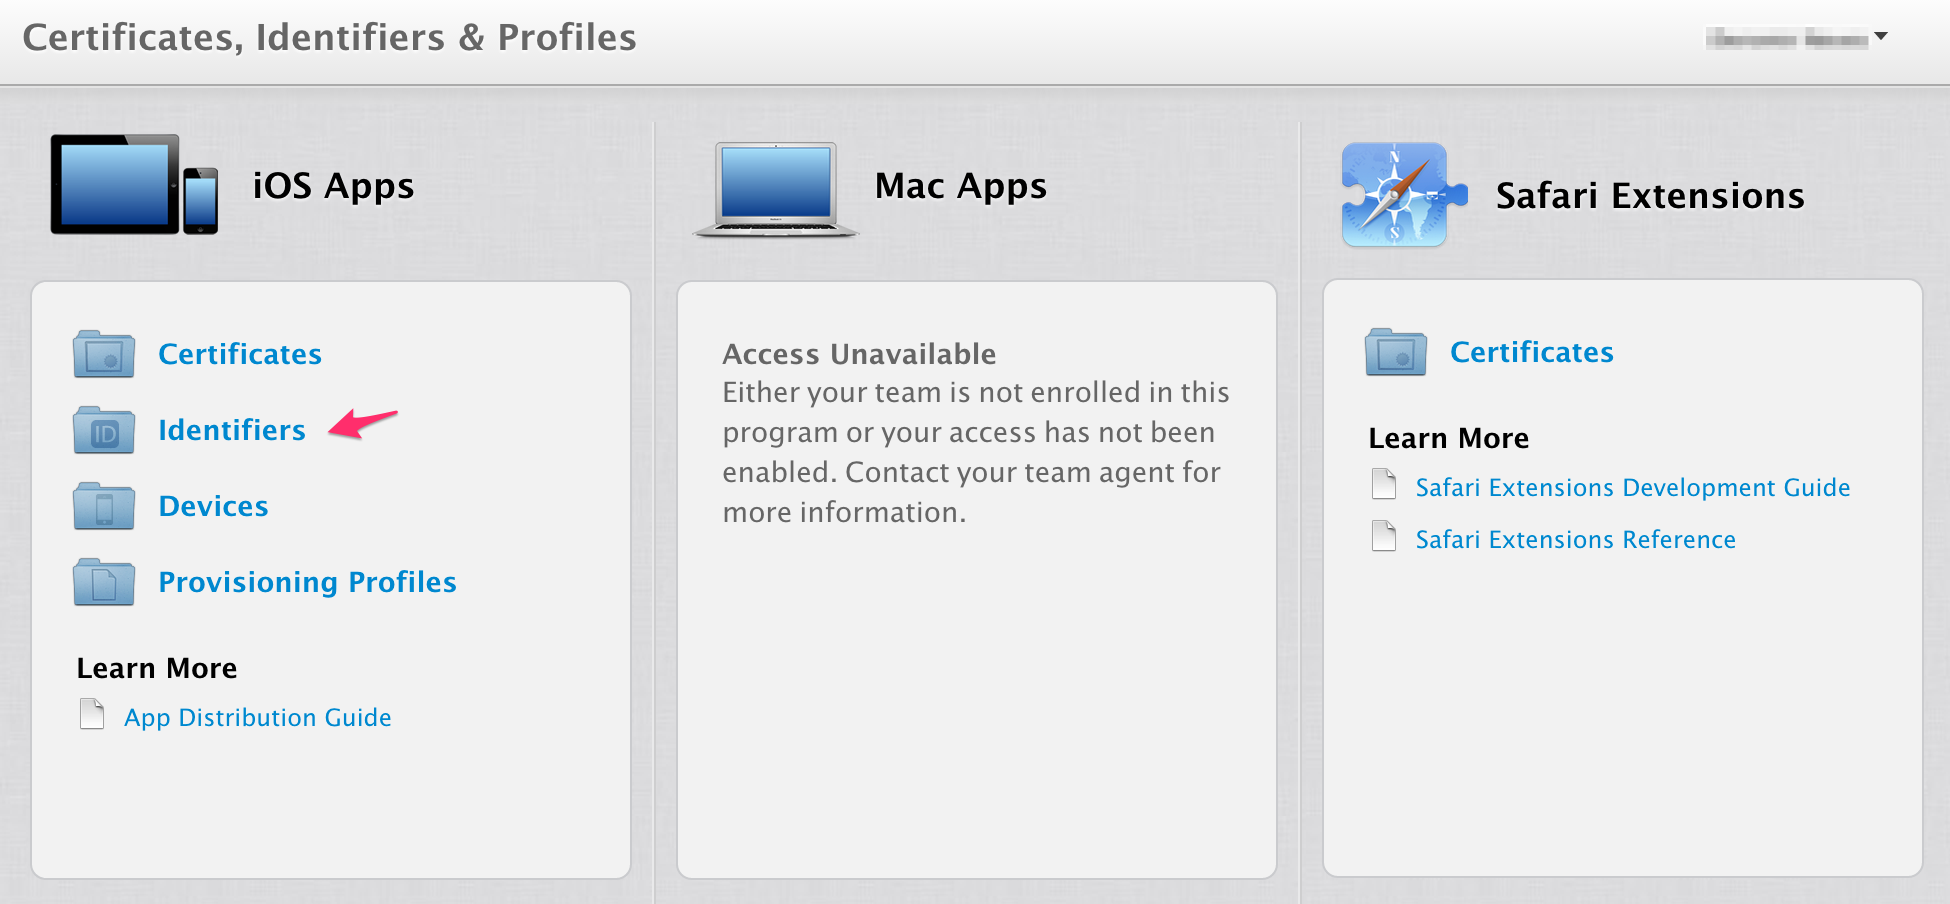 Certificates, Identifiers & Profiles
iOS Apps
Certificates
ID
Identifiers
Devices
Provisioning Profiles
Learn More
App Distribution Guide
Mac Apps
Access Unavailable
Either your team is not enrolled in this
program or your access has not been
enabled. Contact your team agent for
more information.
N
S
Safari Extensions
Certificates
Learn More
Safari Extensions Development Guide
Safari Extensions Reference